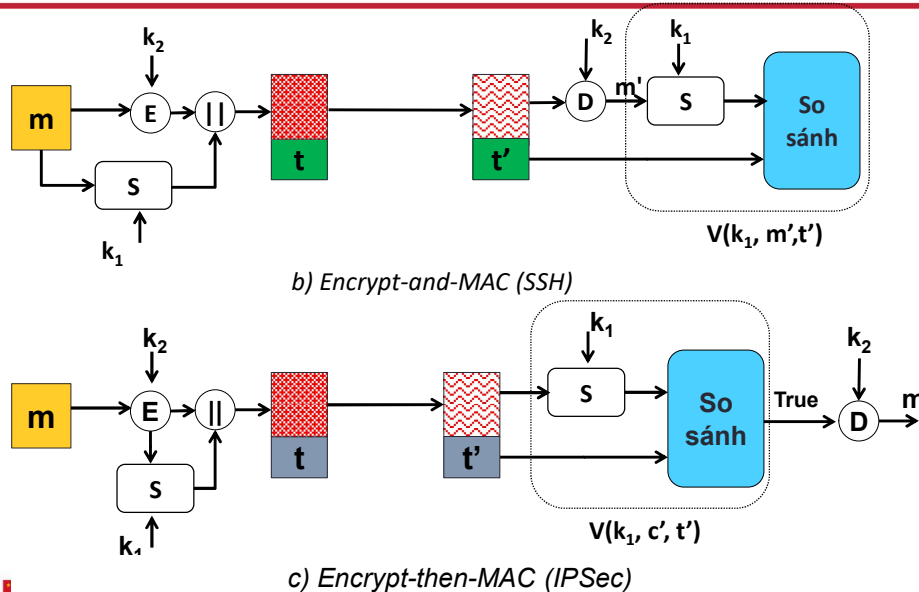 k₂
m
E
||
S
k₁
t
t’
k₂
D
m'
k₁
S
So
sánh
V(k₁, m’,t’)
b) Encrypt-and-MAC (SSH)
k₂
m
E
||
S
k₁
t
t’
k₁
S
So
sánh
True
k₂
D
m
V(k₁, c’, t’)
c) Encrypt-then-MAC (IPSec)